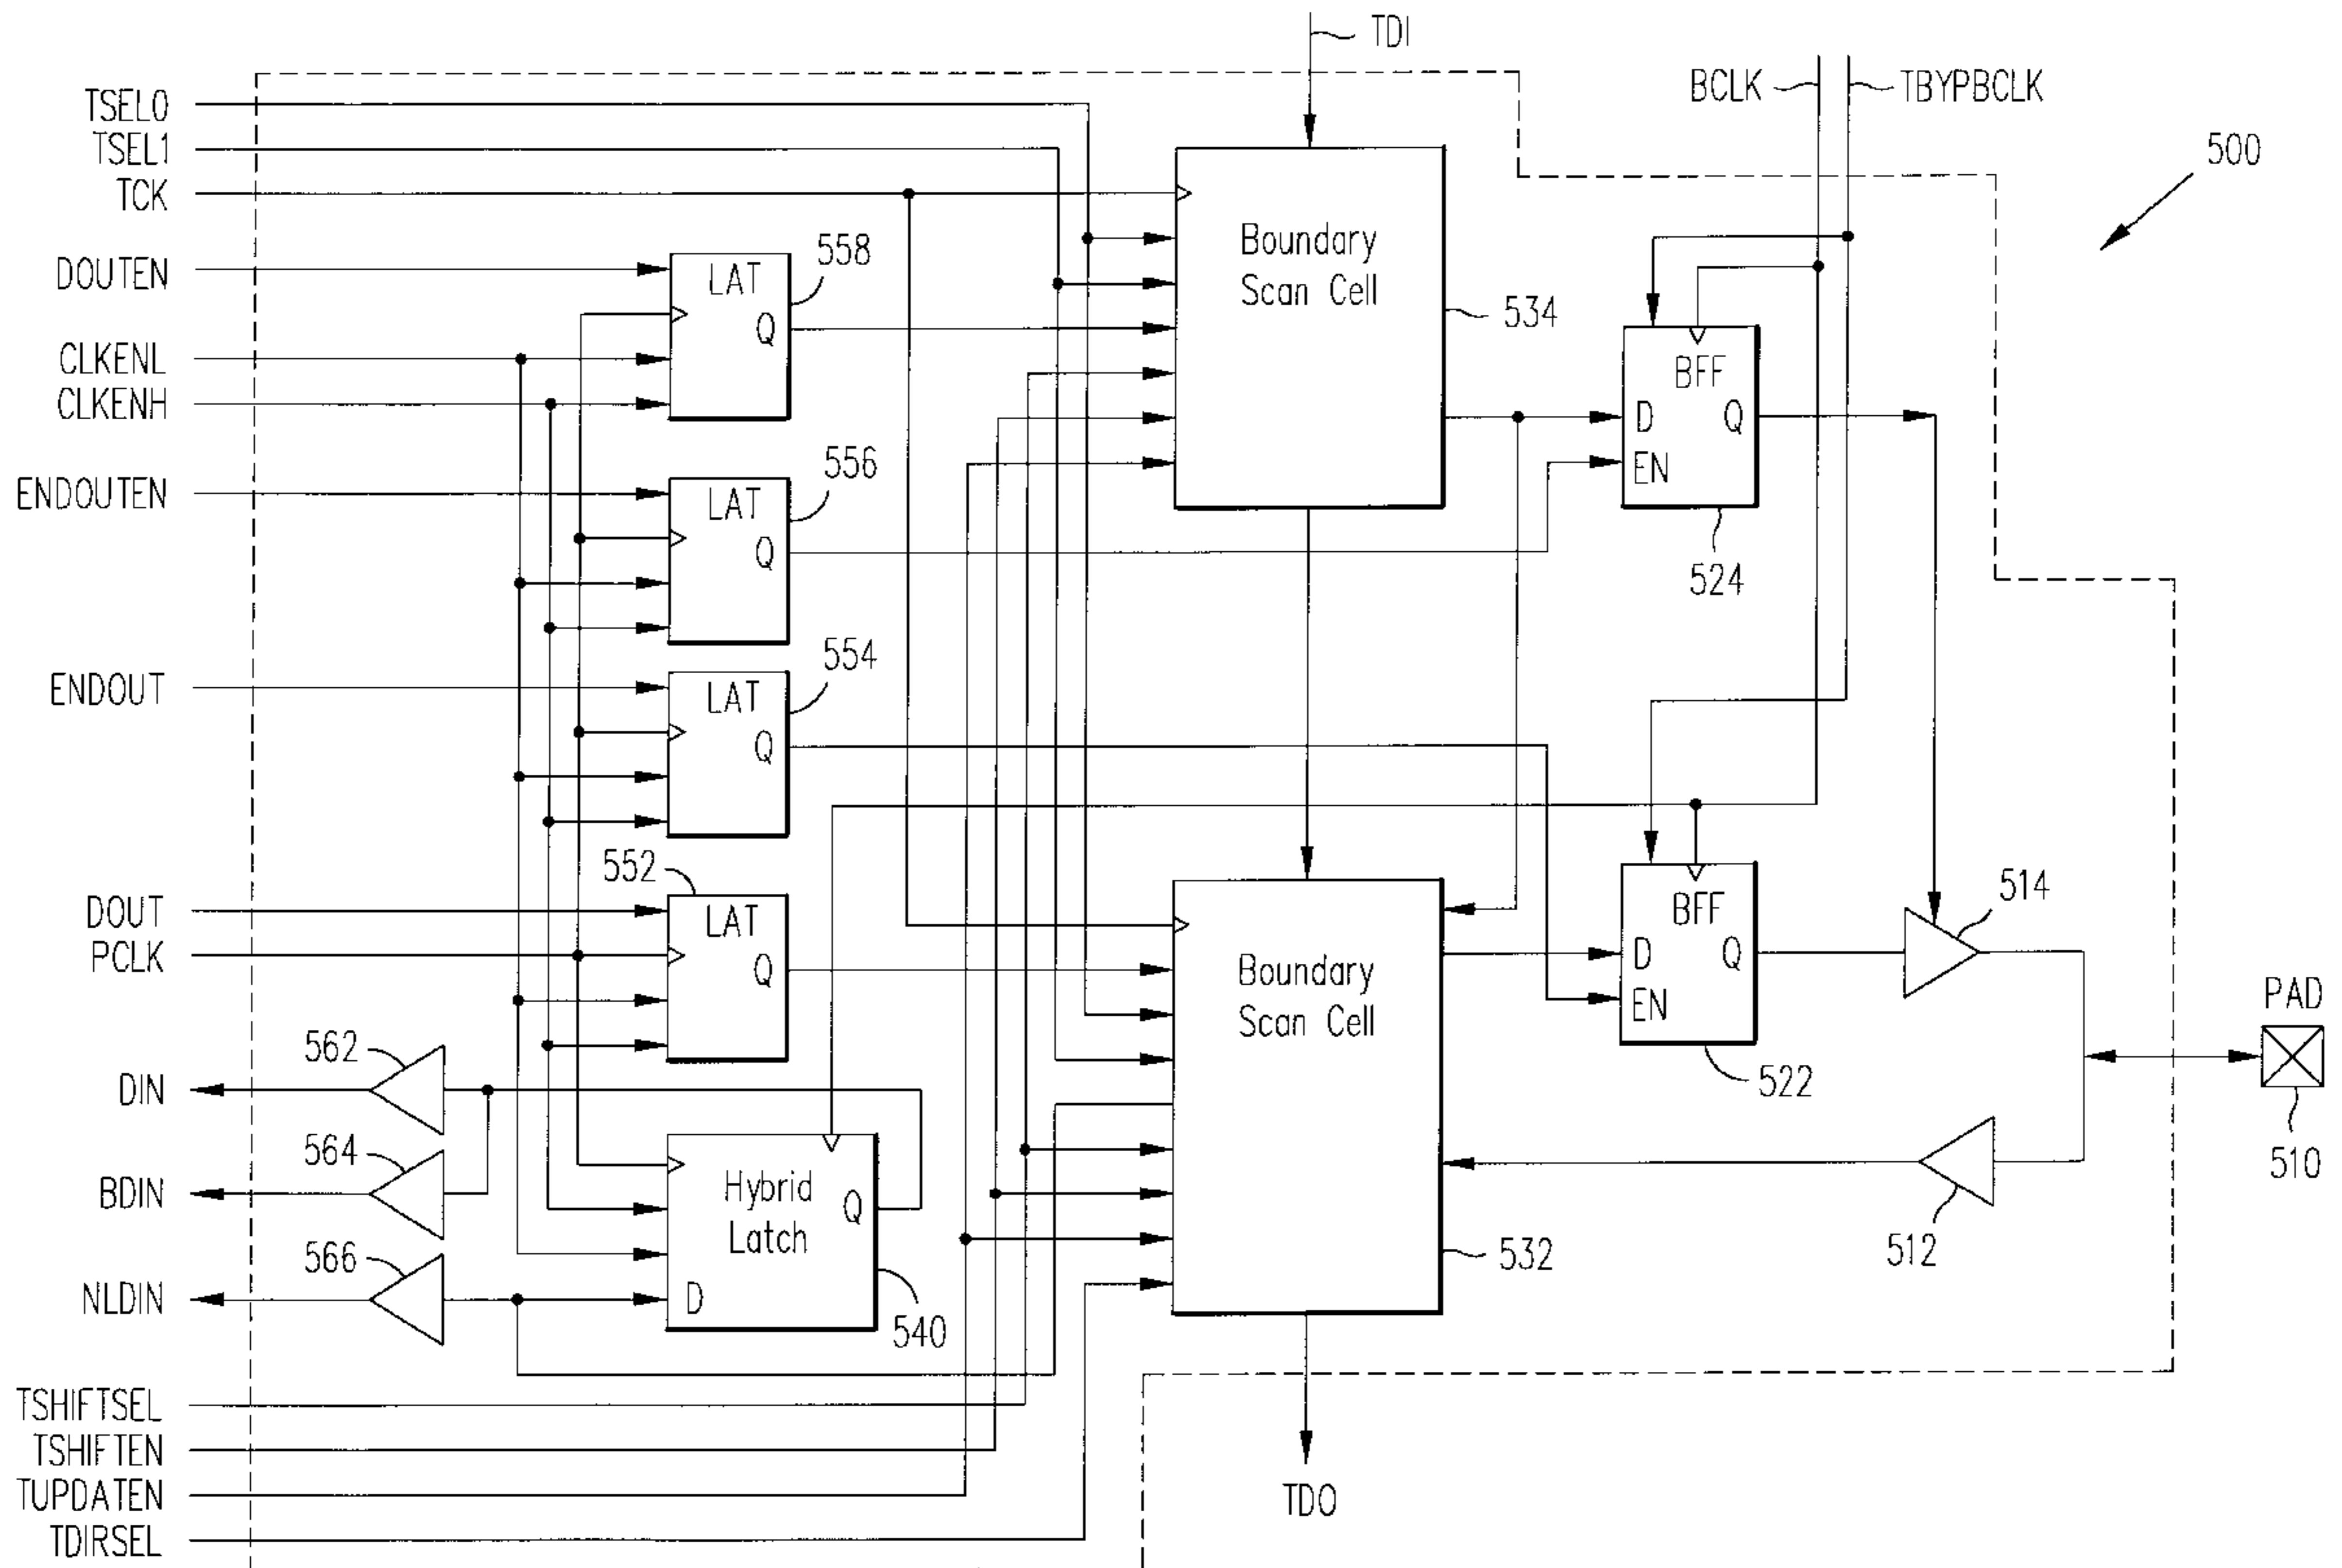 TDI
BCLK
TBYPBCLK
500
TSEL0
TSEL1
TCK
DOUTEN
CLKENL
CLKENH
LAT
Q
558
Boundary
Scan Cell
534
BFF
D
Q
EN
524
ENDOUTEN
LAT
Q
556
ENDOUT
LAT
Q
554
DOUT
PCLK
552
LAT
Q
Boundary
Scan Cell
532
BFF
D
Q
EN
522
514
PAD
510
512
DIN
562
BDIN
564
NLDIN
566
Hybrid
Latch
Q
D
540
TSHIFTSEL
TSHIFTEN
TUPDATEN
TDIRSEL
TDO